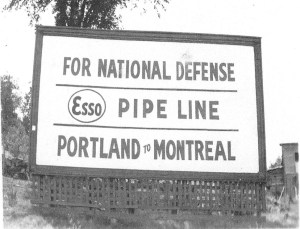 FOR NATIONAL DEFENSE
Esso PIPE LINE
PORTLAND TO MONTREAL